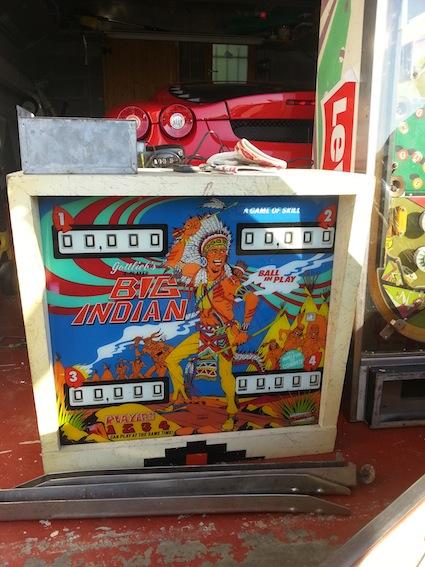 Le
1
A GAME OF SKILL
2
00,000
00,000
Gottlieb's
BIG
INDIAN
BALL
IN PLAY
3
4
00,000
00,000
PLAYERS
1 2 3 4
CAN PLAY AT THE SAME TIME!